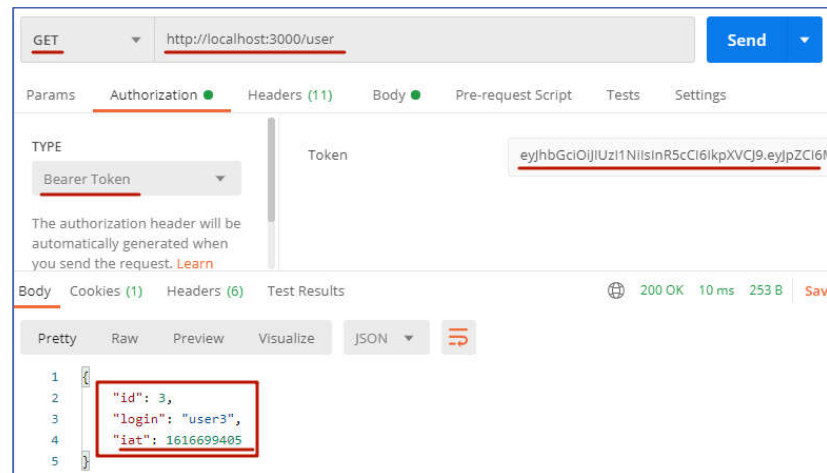 GET http://localhost:3000/user Send
Params Authorization Headers (11) Body Pre-request Script Tests Settings
TYPE
Bearer Token
Token eyJhbGciOiJIUzI1NiIsInR5cCI6IkpXVCJ9.eyJpZCI6M
The authorization header will be
automatically generated when
you send the request. Learn
Body Cookies (1) Headers (6) Test Results 200 OK 10 ms 253 B Sav
Pretty Raw Preview Visualize JSON
1 {
2 "id": 3,
3 "login": "user3",
4 "iat": 1616699405
5 }